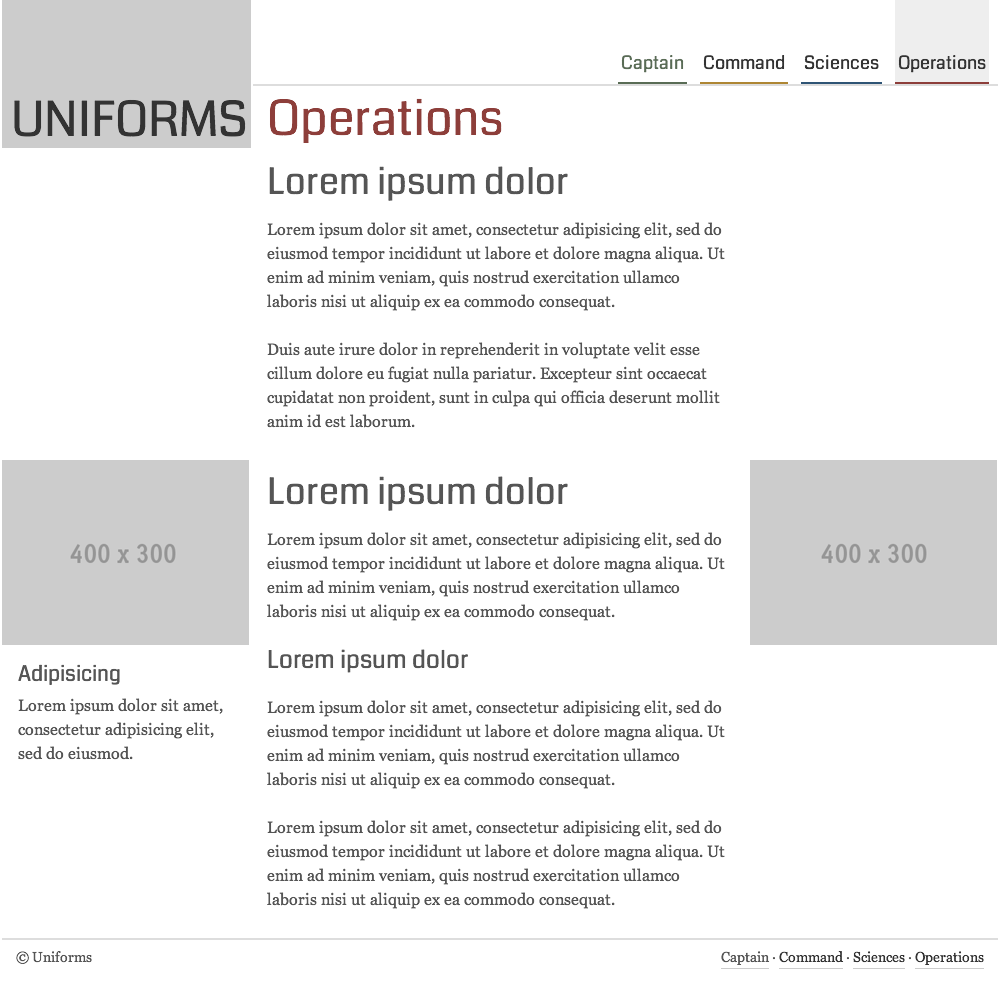 UNIFORMS
Captain Command Sciences Operations
Operations
Lorem ipsum dolor
Lorem ipsum dolor sit amet, consectetur adipisicing elit, sed do
eiusmod tempor incididunt ut labore et dolore magna aliqua. Ut
enim ad minim veniam, quis nostrud exercitation ullamco
laboris nisi ut aliquip ex ea commodo consequat.
Duis aute irure dolor in reprehenderit in voluptate velit esse
cillum dolore eu fugiat nulla pariatur. Excepteur sint occaecat
cupidatat non proident, sunt in culpa qui officia deserunt mollit
anim id est laborum.
400 x 300
Adipisicing
Lorem ipsum dolor sit amet,
consectetur adipisicing elit,
sed do eiusmod.
Lorem ipsum dolor
Lorem ipsum dolor sit amet, consectetur adipisicing elit, sed do
eiusmod tempor incididunt ut labore et dolore magna aliqua. Ut
enim ad minim veniam, quis nostrud exercitation ullamco
laboris nisi ut aliquip ex ea commodo consequat.
Lorem ipsum dolor
Lorem ipsum dolor sit amet, consectetur adipisicing elit, sed do
eiusmod tempor incididunt ut labore et dolore magna aliqua. Ut
enim ad minim veniam, quis nostrud exercitation ullamco
laboris nisi ut aliquip ex ea commodo consequat.
Lorem ipsum dolor sit amet, consectetur adipisicing elit, sed do
eiusmod tempor incididunt ut labore et dolore magna aliqua. Ut
enim ad minim veniam, quis nostrud exercitation ullamco
laboris nisi ut aliquip ex ea commodo consequat.
400 x 300
© Uniforms
Captain · Command · Sciences · Operations